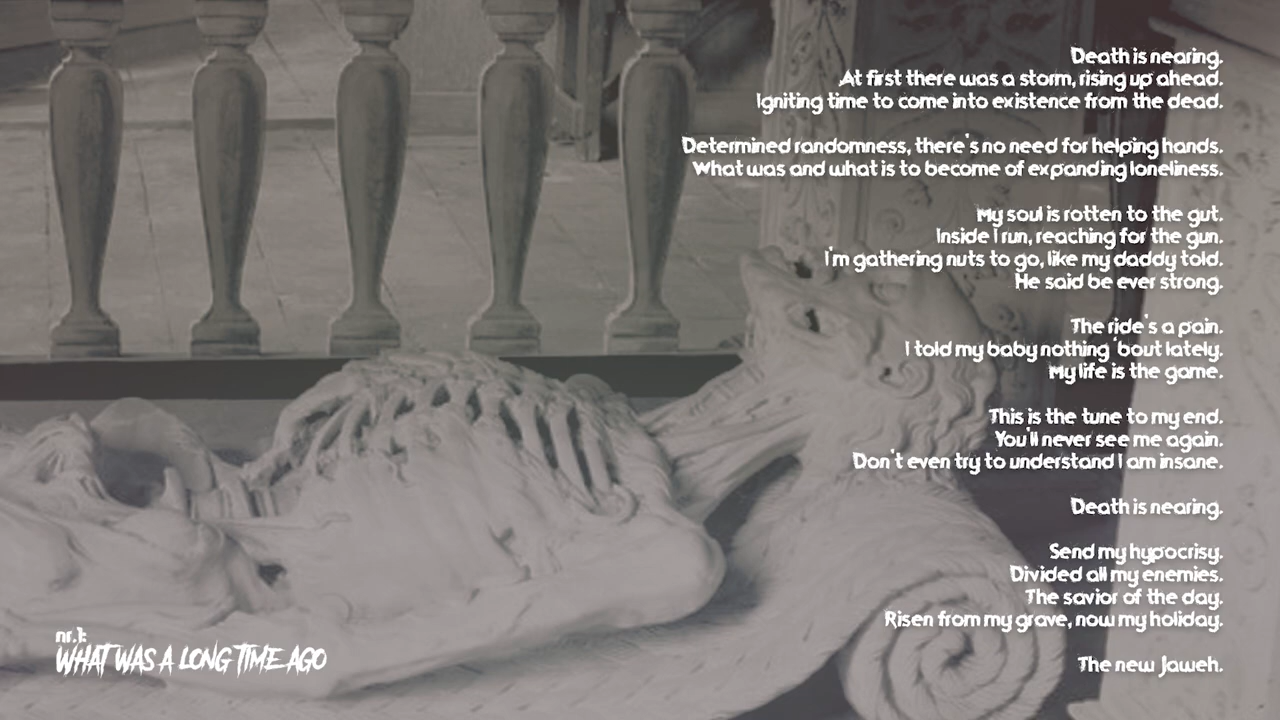 Death is nearing.
At first there was a storm, rising up ahead.
Igniting time to come into existence from the dead.
Determined randomness, there's no need for helping hands.
What was and what is to become of expanding loneliness.
My soul is rotten to the gut.
Inside I run, reaching for the gun.
I'm gathering nuts to go, like my daddy told.
He said be ever strong.
The ride's a pain.
I told my baby nothing 'bout lately.
My life is the game.
This is the tune to my end.
You'll never see me again.
Don't even try to understand I am insane.
Death is nearing.
Send my hypocrisy.
Divided all my enemies.
The savior of the day.
Risen from my grave, now my holiday.
The new Jaweh.
nr.1:
WHAT WAS A LONG TIME AGO